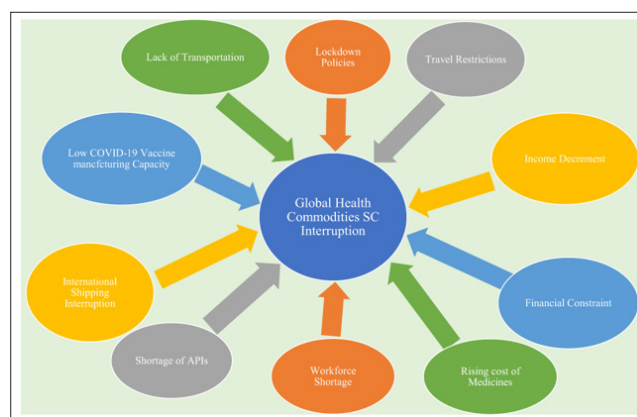 Lack of Transportation
Lockdown
Policies
Travel Restrictions
Low COVID-19 Vaccine
mancfcturing Capacity
Income Decrement
Global Health
Commodities SC
Interruption
International
Shipping
Interruption
Financial Constraint
Shortage of APIs
Workforce
Shortage
Rising cost of
Medicines